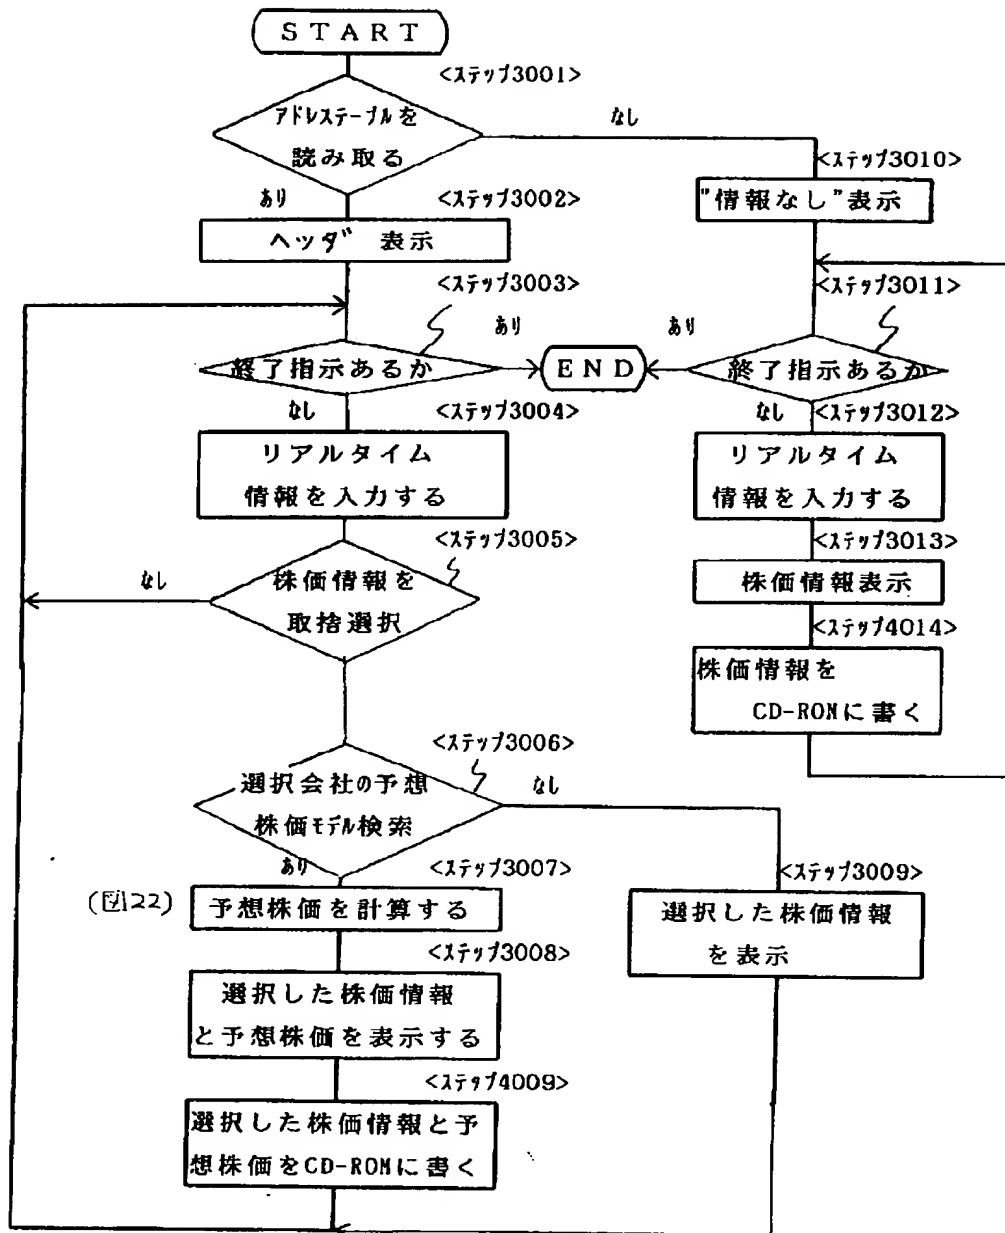 START
<ステップ3001>
アドレステーブルを
読み取る
なし
あり
<ステップ3002>
ヘッダ 表示
<ステップ3010>
"情報なし"表示
<ステップ3003>
<ステップ3011>
終了指示あるか
あり
END
あり
終了指示あるか
なし
<ステップ3004>
なし
<ステップ3012>
リアルタイム
情報を入力する
リアルタイム
情報を入力する
<ステップ3005>
<ステップ3013>
なし
株価情報を
取捨選択
株価情報表示
<ステップ4014>
株価情報を
CD-ROMに書く
<ステップ3006>
選択会社の予想
株価モデル検索
なし
あり
<ステップ3007>
<ステップ3009>
(図22)
予想株価を計算する
選択した株価情報
を表示
<ステップ3008>
選択した株価情報
と予想株価を表示する
<ステップ4009>
選択した株価情報と予
想株価をCD-ROMに書く